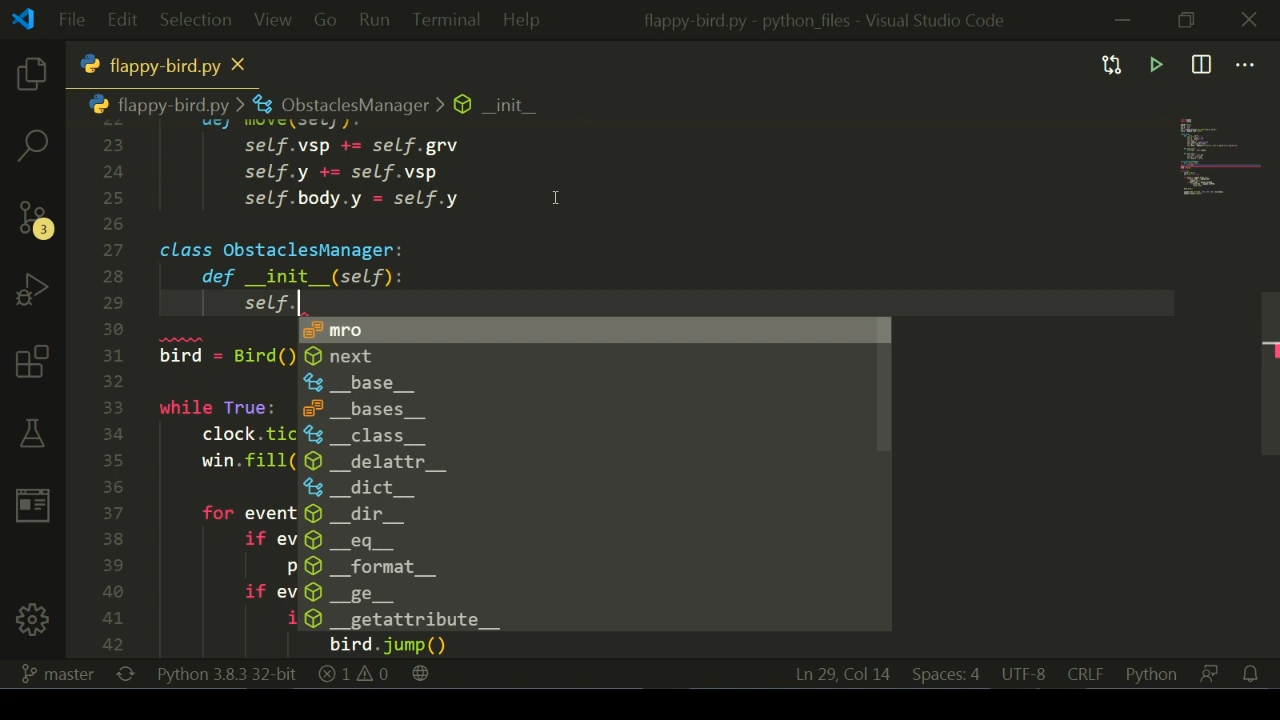 File Edit Selection View Go Run Terminal Help flappy-bird.py - python_files - Visual Studio Code
flappy-bird.py
flappy-bird.py > ObstaclesManager > __init__
22 def move(self):
23 self.vsp += self.grv
24 self.y += self.vsp
25 self.body.y = self.y
26
27 class ObstaclesManager:
28 def __init__(self):
29 self.
30
31 bird = Bird()
32
33 while True:
34 clock.tic
35 win.fill(
36
37 for event
38 if ev
39 p
40 if ev
41 i
42 bird.jump()
mro
next
__base__
__bases__
__class__
__delattr__
__dict__
__dir__
__eq__
__format__
__ge__
__getattribute__
3
master Python 3.8.3 32-bit 1 0 Ln 29, Col 14 Spaces: 4 UTF-8 CRLF Python